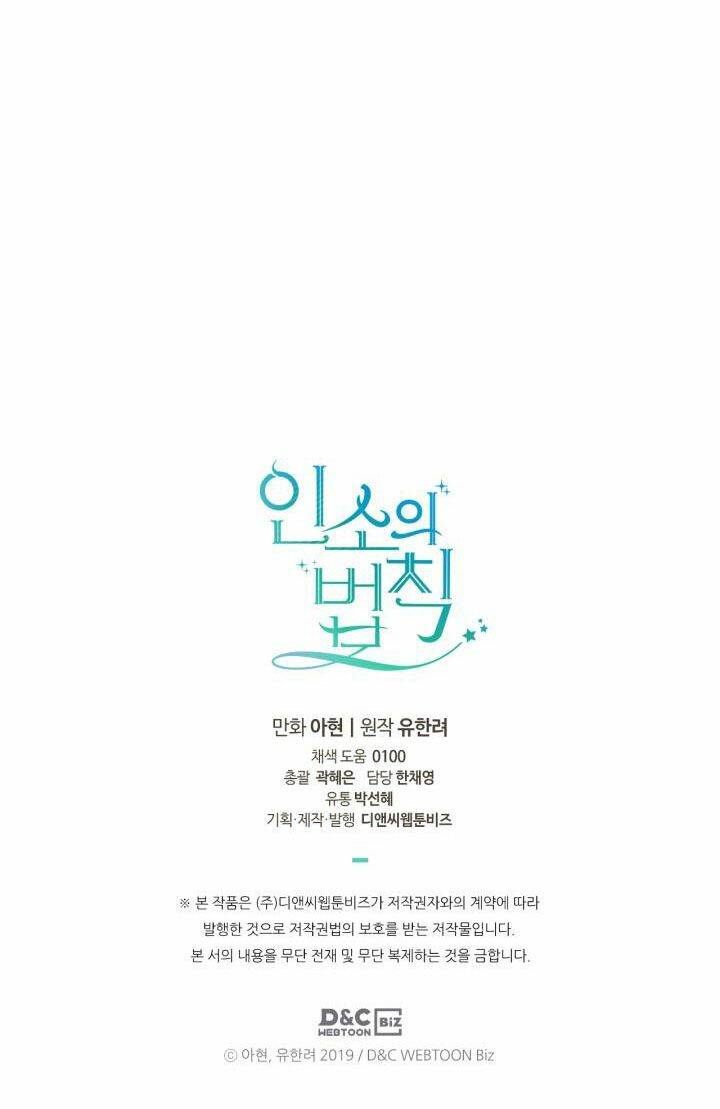 인소의
법칙
만화 아현 | 원작 유한려
채색 도움 0100
총괄 곽혜은 담당 한채영
유통 박선혜
기획·제작·발행 디앤씨웹툰비즈
※ 본 작품은 (주)디앤씨웹툰비즈가 저작권자와의 계약에 따라
발행한 것으로 저작권법의 보호를 받는 저작물입니다.
본 서의 내용을 무단 전재 및 무단 복제하는 것을 금합니다.
D&C BiZ
WEBTOON
ⓒ 아현, 유한려 2019 / D&C WEBTOON Biz